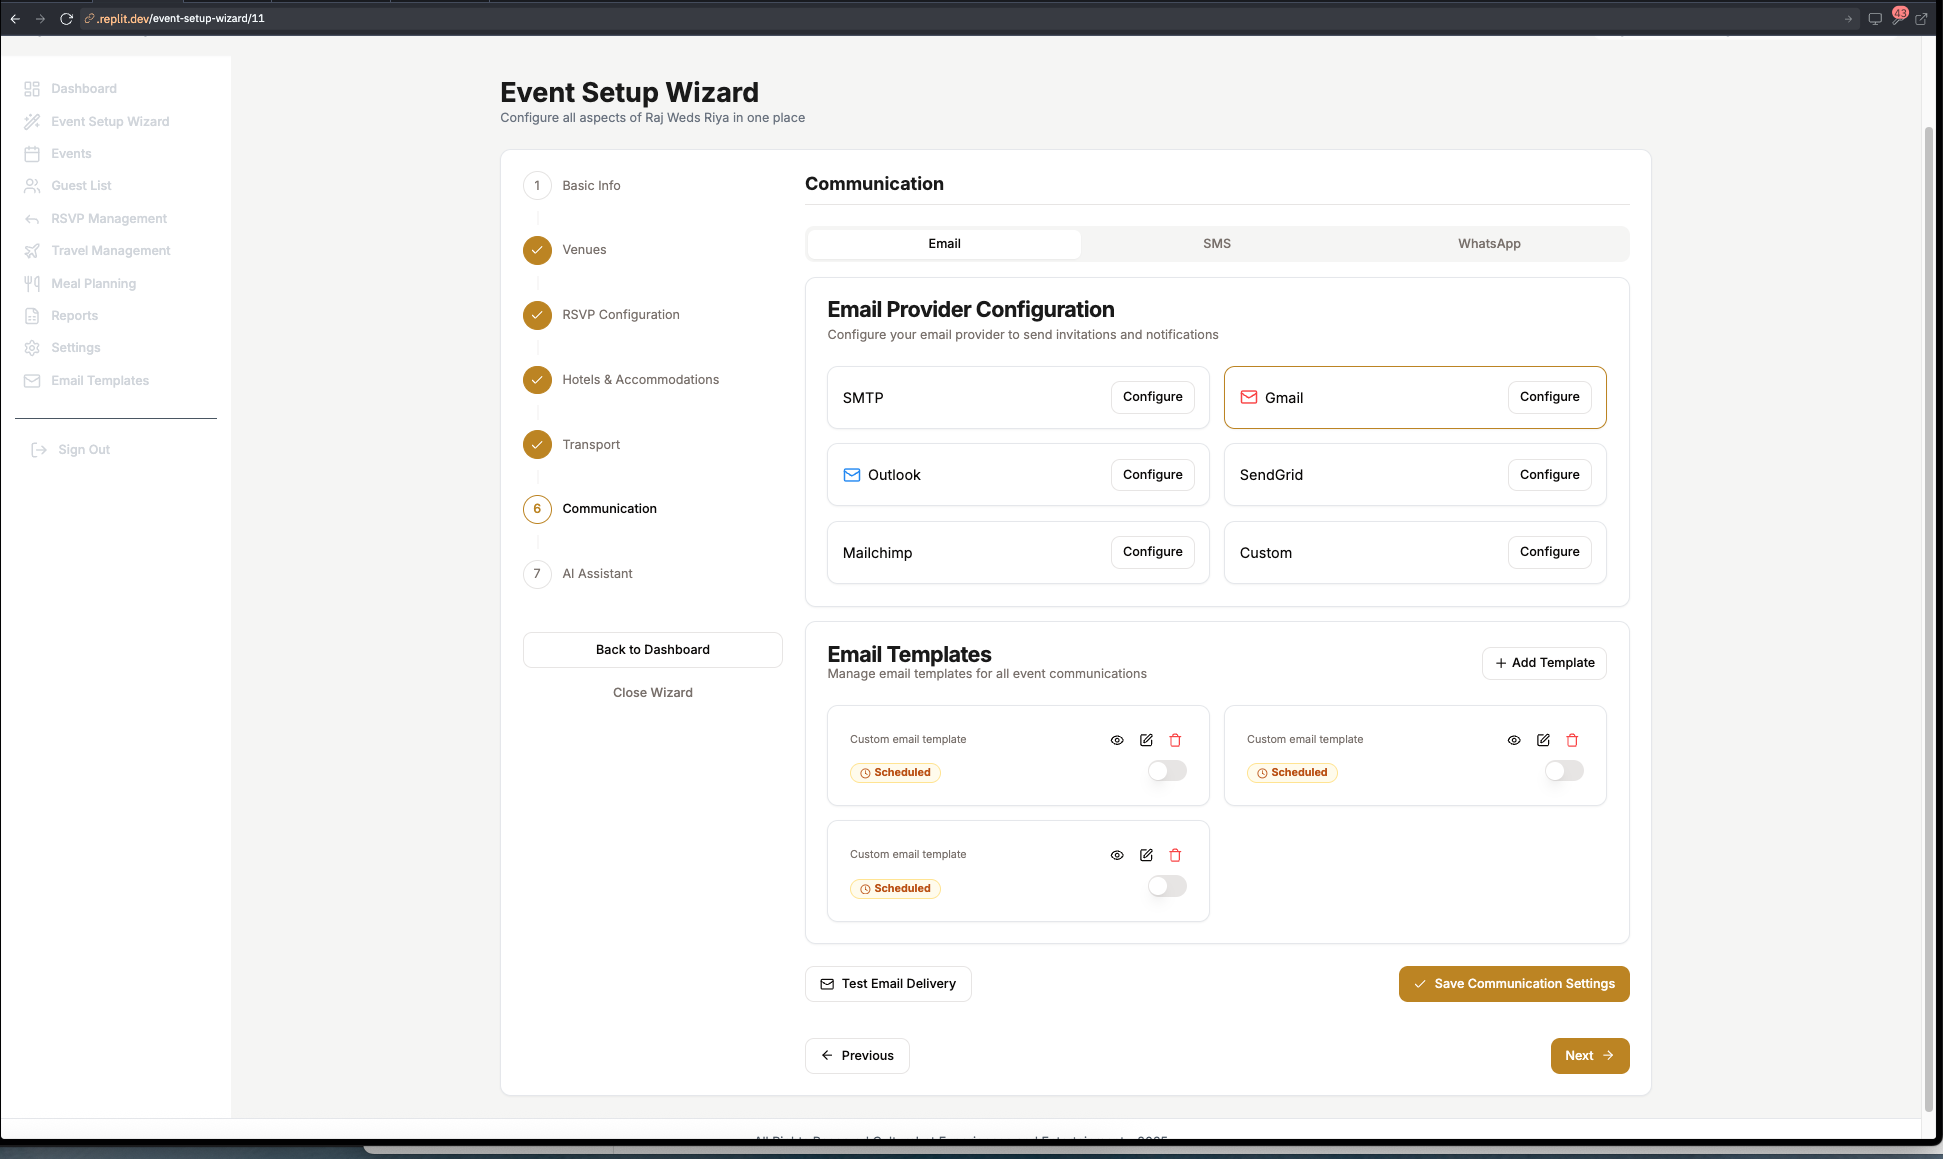 .replit.dev/event-setup-wizard/11
43
Dashboard
Event Setup Wizard
Events
Guest List
RSVP Management
Travel Management
Meal Planning
Reports
Settings
Email Templates
Sign Out
Event Setup Wizard
Configure all aspects of Raj Weds Riya in one place
1 Basic Info
Venues
RSVP Configuration
Hotels & Accommodations
Transport
6 Communication
7 AI Assistant
Back to Dashboard
Close Wizard
Communication
Email SMS WhatsApp
Email Provider Configuration
Configure your email provider to send invitations and notifications
SMTP Configure
Gmail Configure
Outlook Configure
SendGrid Configure
Mailchimp Configure
Custom Configure
Email Templates
Manage email templates for all event communications
+ Add Template
Custom email template
Scheduled
Custom email template
Scheduled
Custom email template
Scheduled
Test Email Delivery
Save Communication Settings
Previous
Next